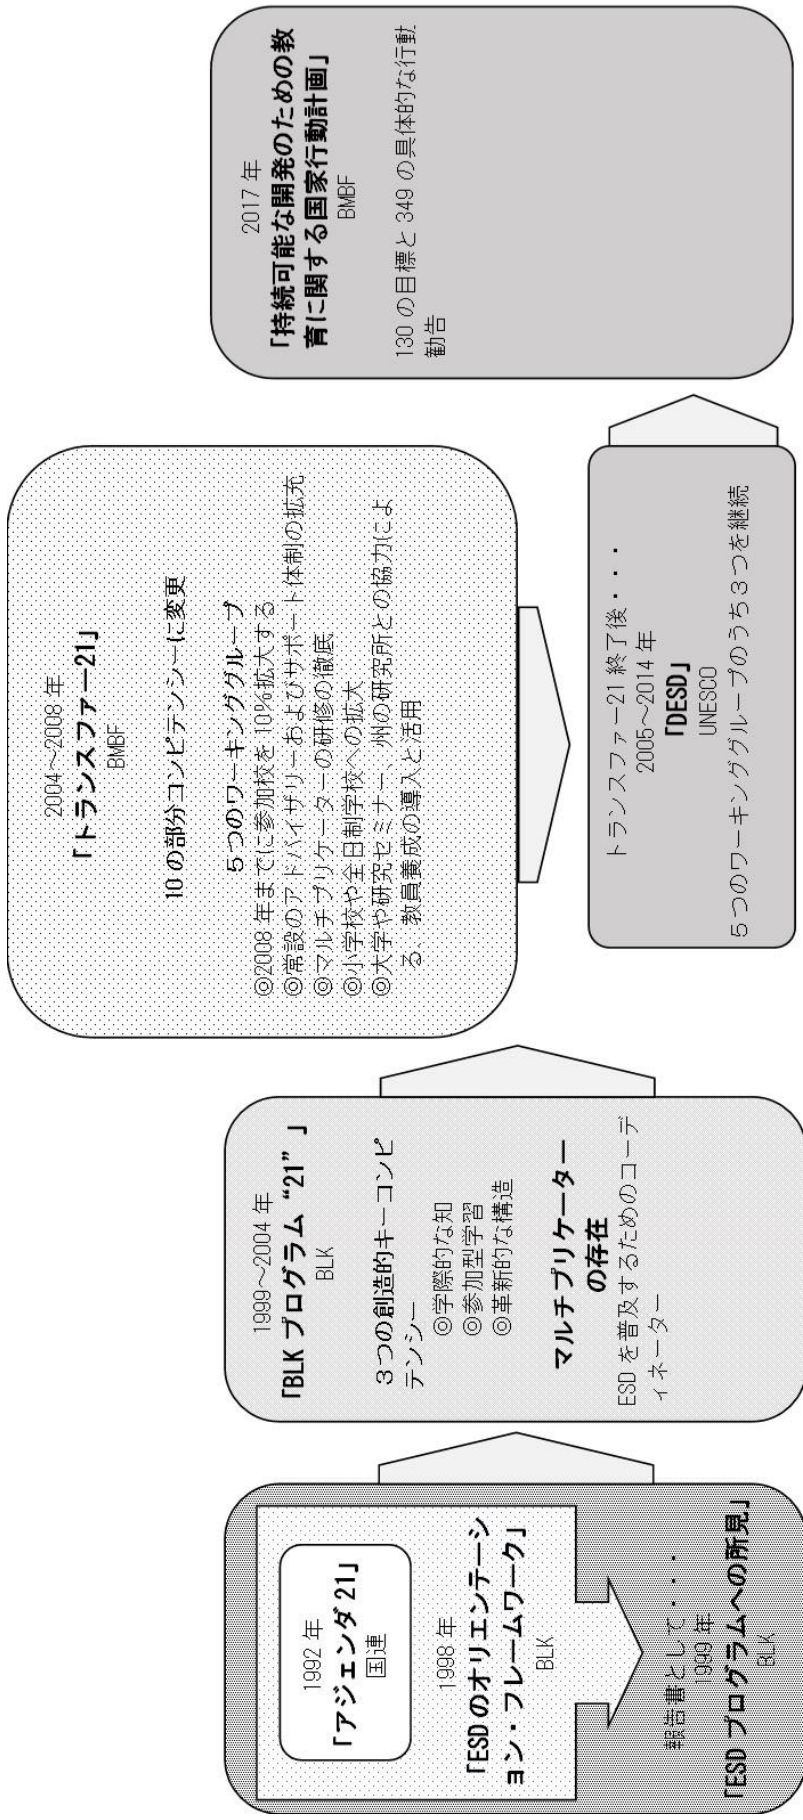 1992 年
「アジェンダ 21」
国連
1998 年
「ESD のオリエンテーシ
ョン・フレームワーク」
BLK
報告書として・・・
1999 年
「ESD プログラムへの所見」
BLK
1999～2004 年
「BLK プログラム “21” 」
BLK
３つの創造的キーコンピ
テンシー
◎学際的な知
◎参加型学習
◎革新的な構造
マルチプリケーター
の存在
ESD を普及するためのコーデ
ィネーター
2004～2008 年
「トランスファー21」
BMBF
10 の部分コンピテンシーに変更
５つのワーキンググループ
◎2008 年までに参加校を 10％拡大する
◎常設のアドバイザリーおよびサポート体制の拡充
◎マルチプリケーターの研修の徹底
◎小学校や全日制学校への拡大
◎大学や研究セミナー、州の研究所との協力によ
る、教員養成の導入と活用
トランスファー21 終了後・・・
2005～2014 年
「DESD」
UNESCO
５つのワーキンググループのうち３つを継続
2017 年
「持続可能な開発のための教
育に関する国家行動計画」
BMBF
130 の目標と 349 の具体的な行動
勧告